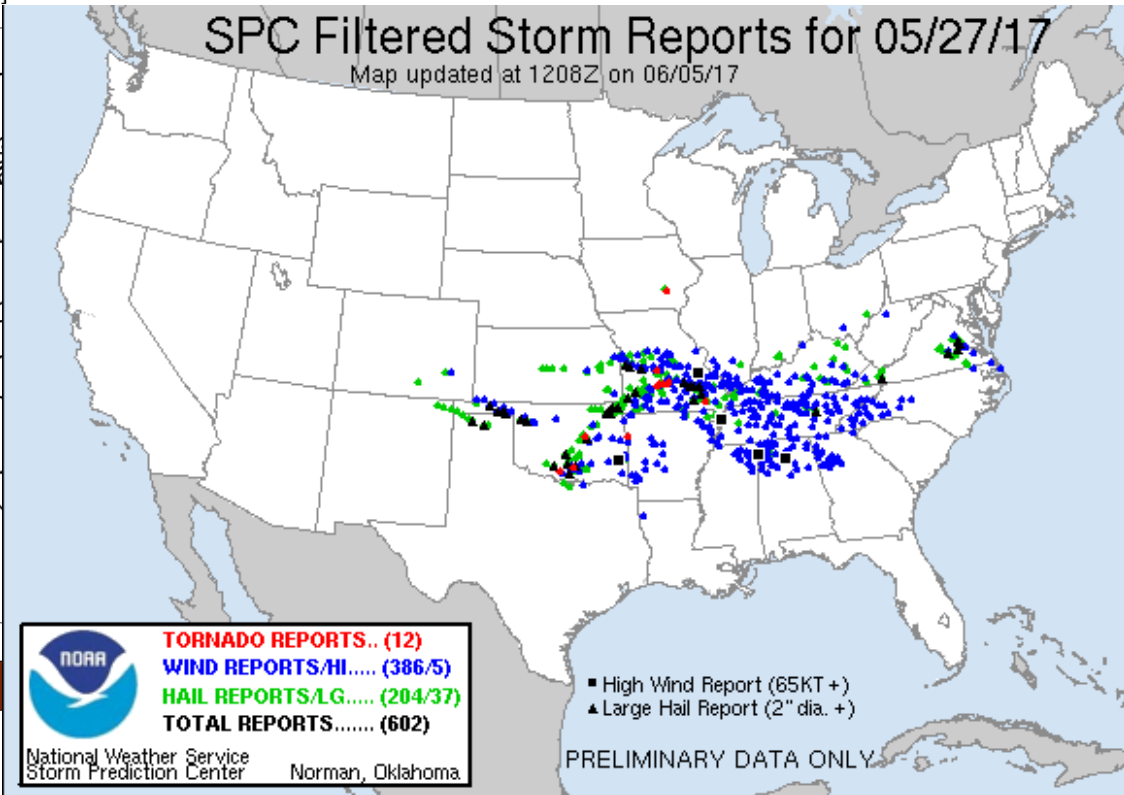 SPC Filtered Storm Reports for 05/27/17
Map updated at 1208Z on 06/05/17
NOAA
TORNADO REPORTS.. (12)
WIND REPORTS/HI..... (386/5)
HAIL REPORTS/LG..... (204/37)
TOTAL REPORTS....... (602)
National Weather Service
Storm Prediction Center Norman, Oklahoma
High Wind Report (65KT +)
Large Hail Report (2" dia. +)
PRELIMINARY DATA ONLY